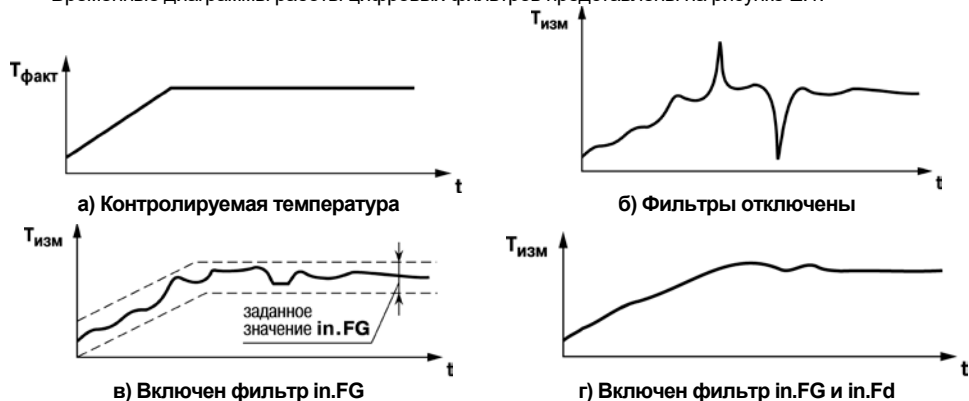 Временные диаграммы работы цифровых фильтров представлены на рисунке
Tфакт
t
а) Контролируемая температура
Tизм
t
б) Фильтры отключены
Tизм
заданное
значение in.FG
t
в) Включен фильтр in.FG
Tизм
t
г) Включен фильтр in.FG и in.Fd